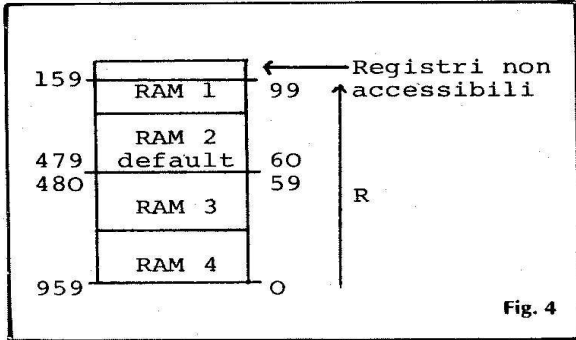 Registri non
159 RAM 1 99 accessibili
RAM 2
479 default 60
480 59
RAM 3 R
RAM 4
959 0
Fig. 4